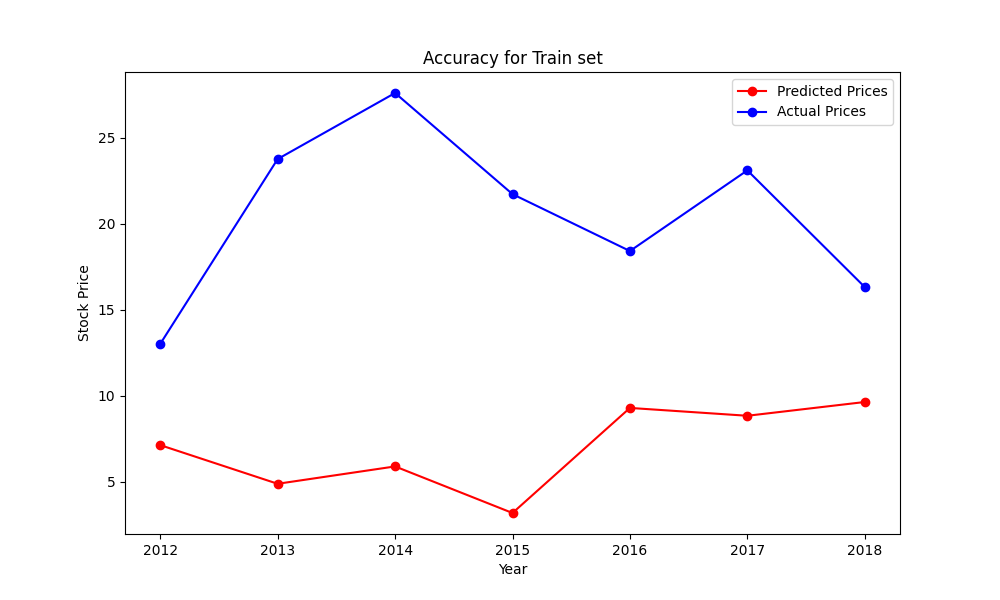 Accuracy for Train set
Predicted Prices
Actual Prices
Stock Price
25
20
15
10
5
2012 2013 2014 2015 2016 2017 2018
Year